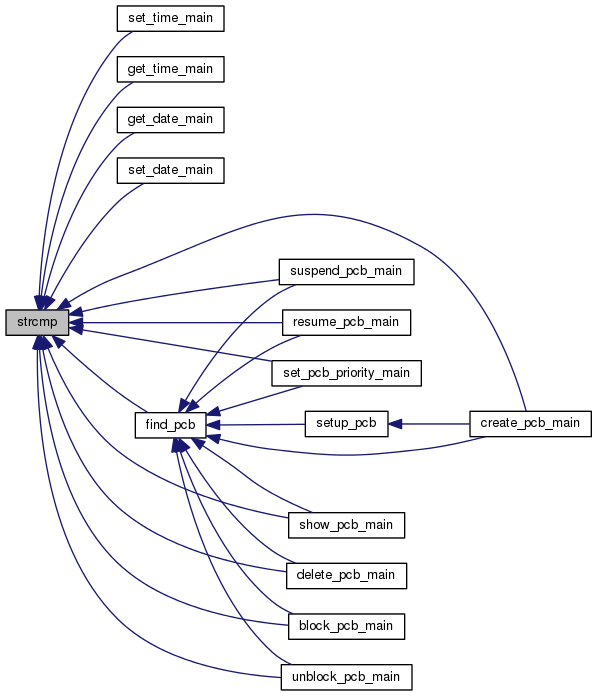 set_time_main
get_time_main
get_date_main
set_date_main
suspend_pcb_main
strcmp
resume_pcb_main
set_pcb_priority_main
find_pcb
setup_pcb
create_pcb_main
show_pcb_main
delete_pcb_main
block_pcb_main
unblock_pcb_main